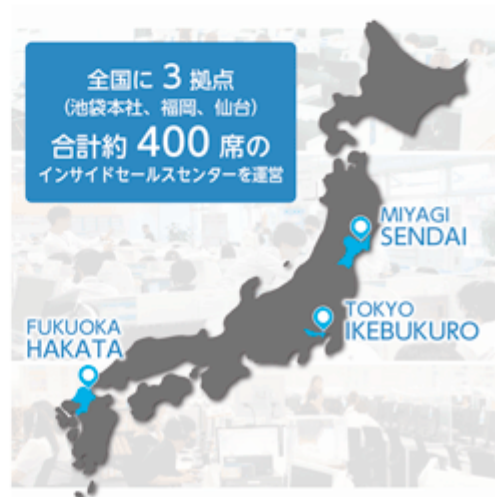 全国に 3 拠点
（池袋本社、福岡、仙台）
合計約 400 席の
インサイドセールスセンターを運営
MIYAGI
SENDAI
TOKYO
IKEBUKURO
FUKUOKA
HAKATA